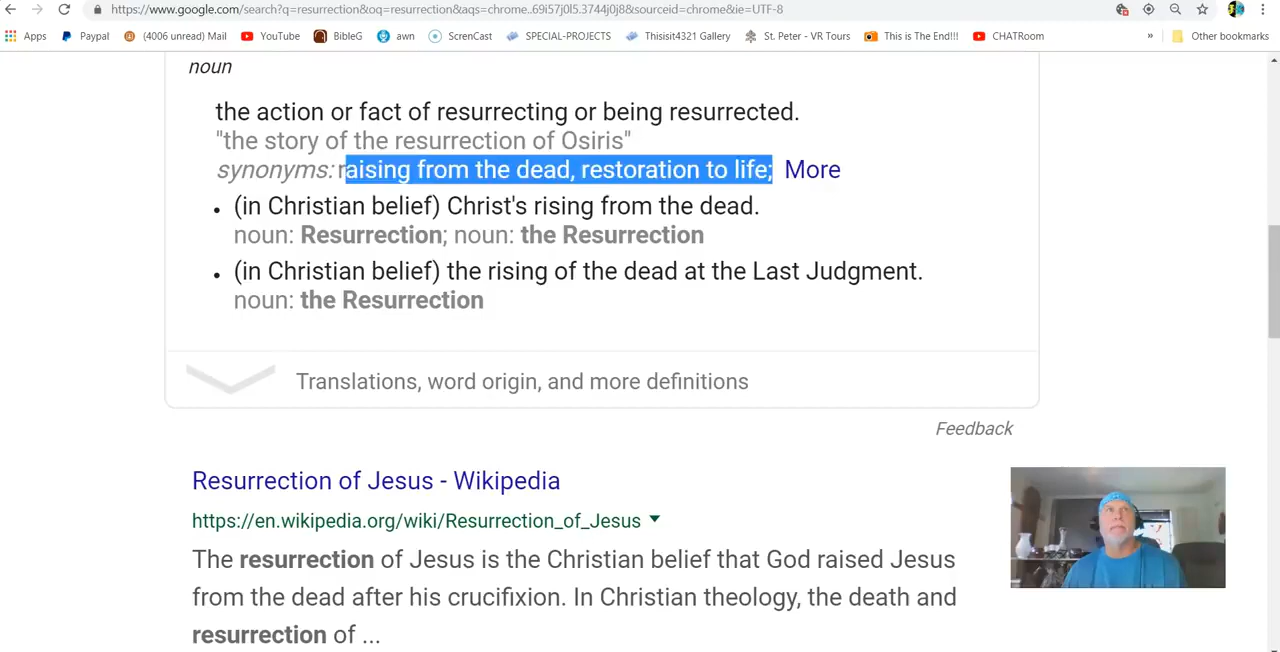 https://www.google.com/search?q=resurrection&oq=resurrection&aqs=chrome..69i57j0l5.3744j0j8&sourceid=chrome&ie=UTF-8
Apps Paypal (4006 unread) Mail YouTube BibleG awn ScrenCast SPECIAL-PROJECTS Thisisit4321 Gallery St. Peter - VR Tours This is The End!!! CHATRoom » Other bookmarks
noun
the action or fact of resurrecting or being resurrected.
"the story of the resurrection of Osiris"
synonyms: raising from the dead, restoration to life; More
• (in Christian belief) Christ's rising from the dead.
noun: Resurrection; noun: the Resurrection
• (in Christian belief) the rising of the dead at the Last Judgment.
noun: the Resurrection
Translations, word origin, and more definitions
Feedback
Resurrection of Jesus - Wikipedia
https://en.wikipedia.org/wiki/Resurrection_of_Jesus
The resurrection of Jesus is the Christian belief that God raised Jesus
from the dead after his crucifixion. In Christian theology, the death and
resurrection of ...